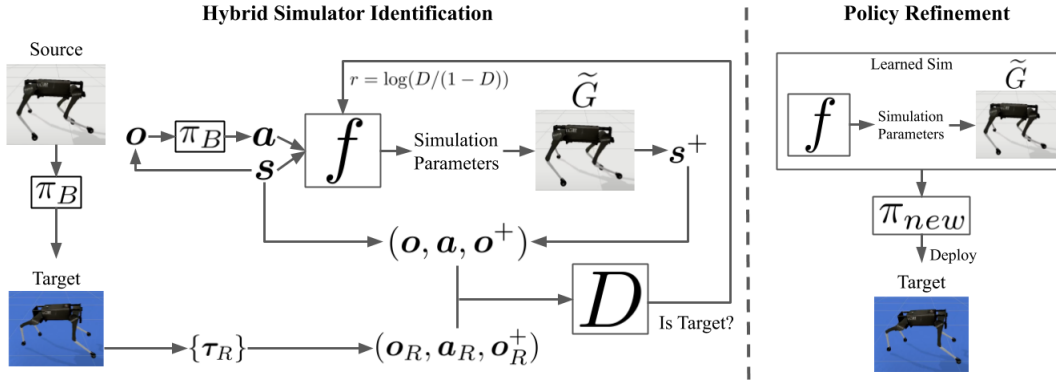 Hybrid Simulator Identification
Policy Refinement
Source
π_B
Target
o
π_B
a
s
f
r = log(D/(1 − D))
Simulation
Parameters
G̃
s⁺
(o, a, o⁺)
{τ_R}
(o_R, a_R, o_R⁺)
D
Is Target?
Learned Sim
f
Simulation
Parameters
G̃
π_new
Deploy
Target